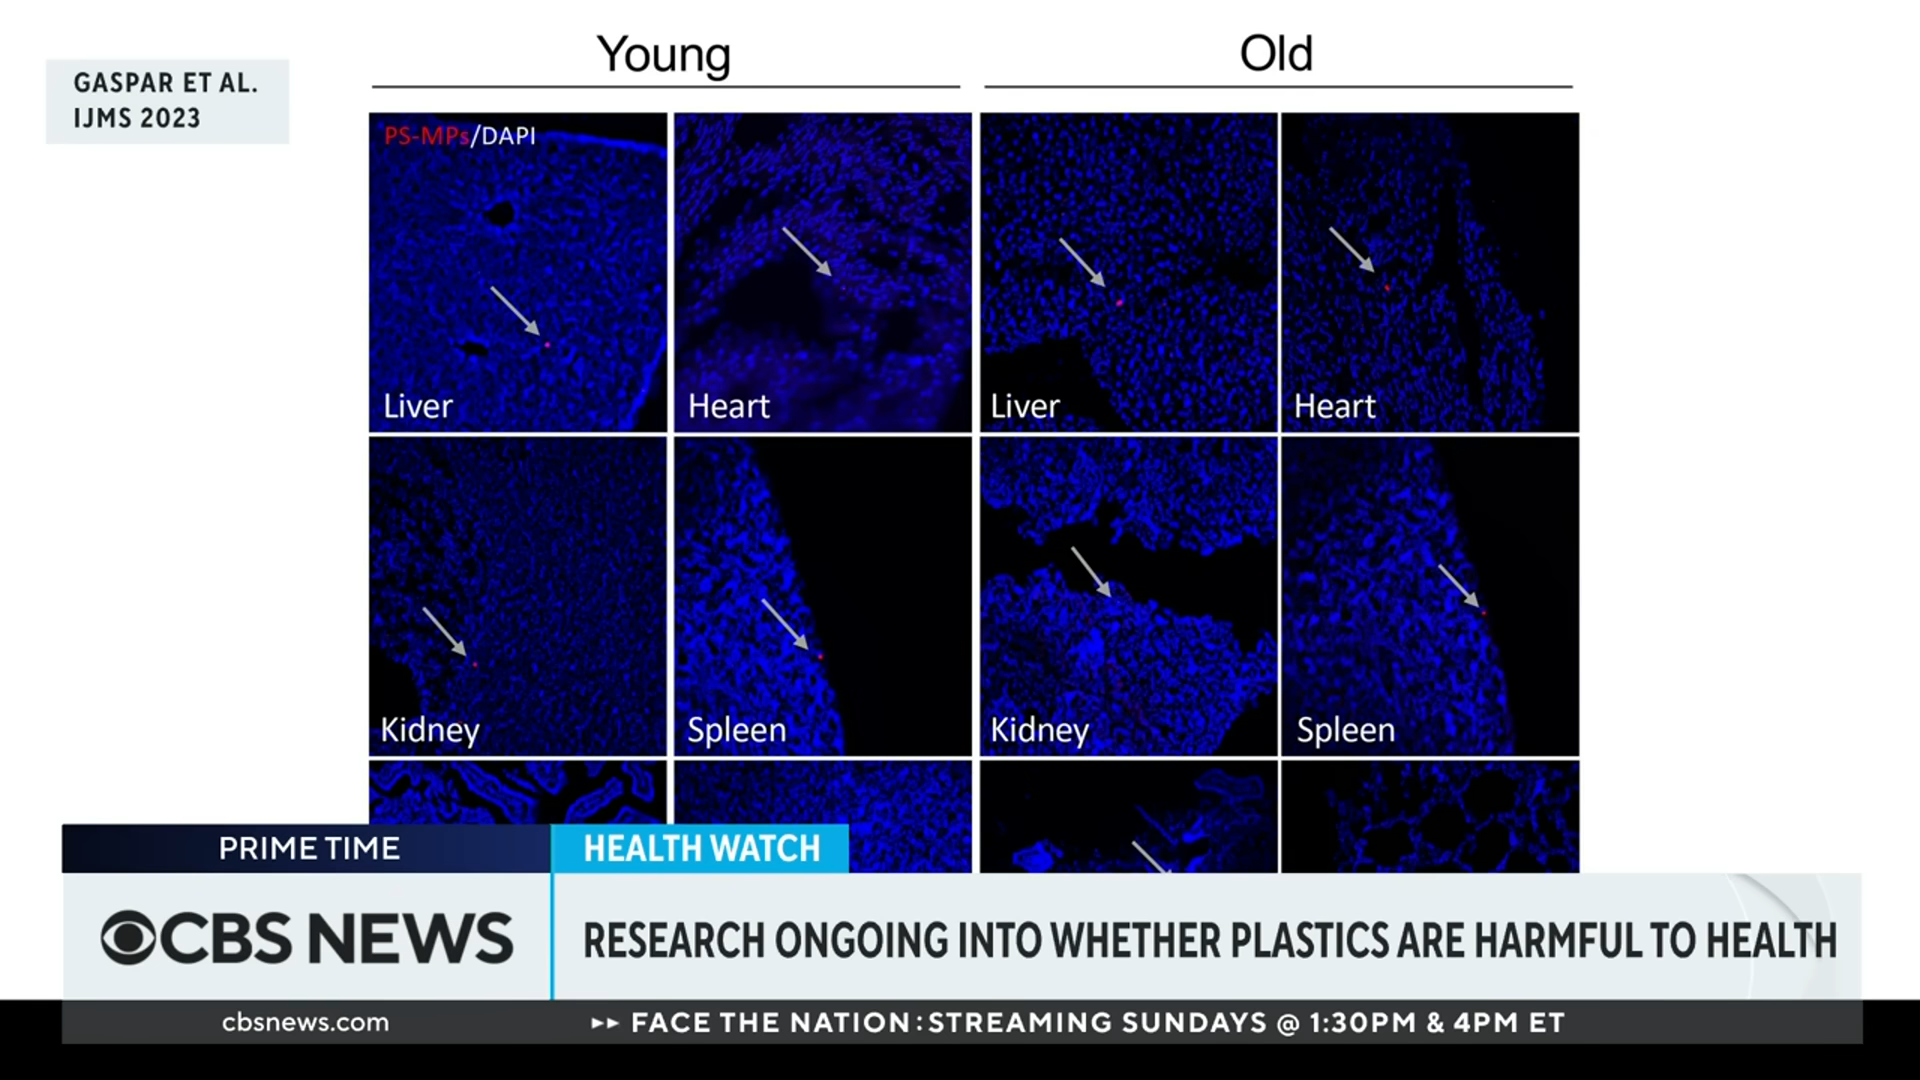 Young
Old
GASPAR ET AL.
IJMS 2023
PS-MPs/DAPI
Liver
Heart
Liver
Heart
Kidney
Spleen
Kidney
Spleen
PRIME TIME
HEALTH WATCH
CBS NEWS
RESEARCH ONGOING INTO WHETHER PLASTICS ARE HARMFUL TO HEALTH
cbsnews.com
FACE THE NATION: STREAMING SUNDAYS @ 1:30PM & 4PM ET